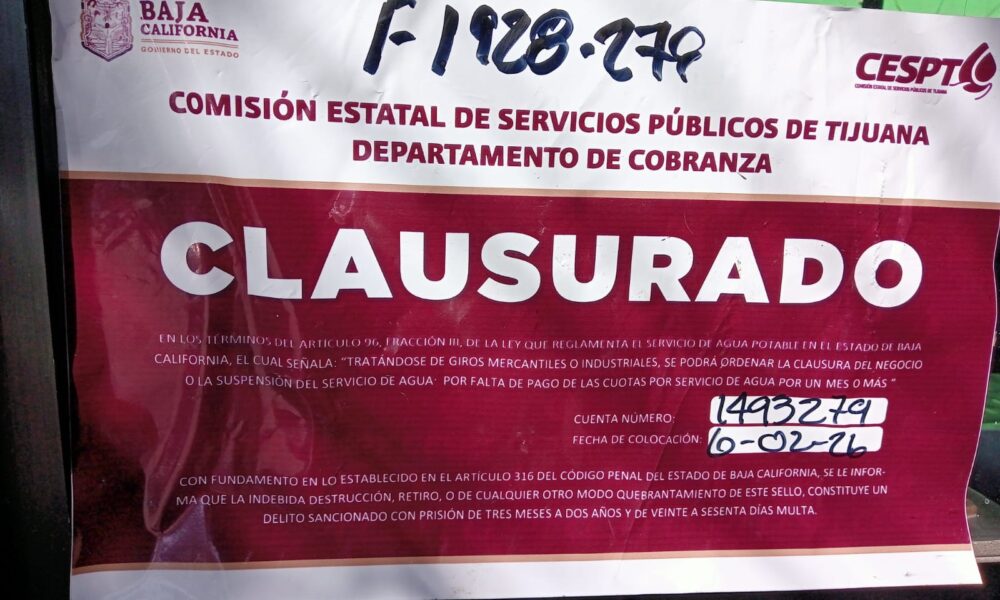 BAJA
CALIFORNIA
GOBIERNO DEL ESTADO
F-1928-279
CESPT
COMISIÓN ESTATAL DE SERVICIOS PÚBLICOS DE TIJUANA
COMISIÓN ESTATAL DE SERVICIOS PÚBLICOS DE TIJUANA
DEPARTAMENTO DE COBRANZA
CLAUSURADO
EN LOS TÉRMINOS DEL ARTÍCULO 96, FRACCIÓN III, DE LA LEY QUE REGLAMENTA EL SERVICIO DE AGUA POTABLE EN EL ESTADO DE BAJA
CALIFORNIA, EL CUAL SEÑALA: "TRATÁNDOSE DE GIROS MERCANTILES O INDUSTRIALES, SE PODRÁ ORDENAR LA CLAUSURA DEL NEGOCIO
O LA SUSPENSIÓN DEL SERVICIO DE AGUA POR FALTA DE PAGO DE LAS CUOTAS POR SERVICIO DE AGUA POR UN MES O MÁS"
CUENTA NÚMERO: 1493279
FECHA DE COLOCACIÓN: 6-02-26
CON FUNDAMENTO EN LO ESTABLECIDO EN EL ARTÍCULO 316 DEL CÓDIGO PENAL DEL ESTADO DE BAJA CALIFORNIA, SE LE INFOR-
MA QUE LA INDEBIDA DESTRUCCIÓN, RETIRO, O DE CUALQUIER OTRO MODO QUEBRANTAMIENTO DE ESTE SELLO, CONSTITUYE UN
DELITO SANCIONADO CON PRISIÓN DE TRES MESES A DOS AÑOS Y DE VEINTE A SESENTA DÍAS MULTA.